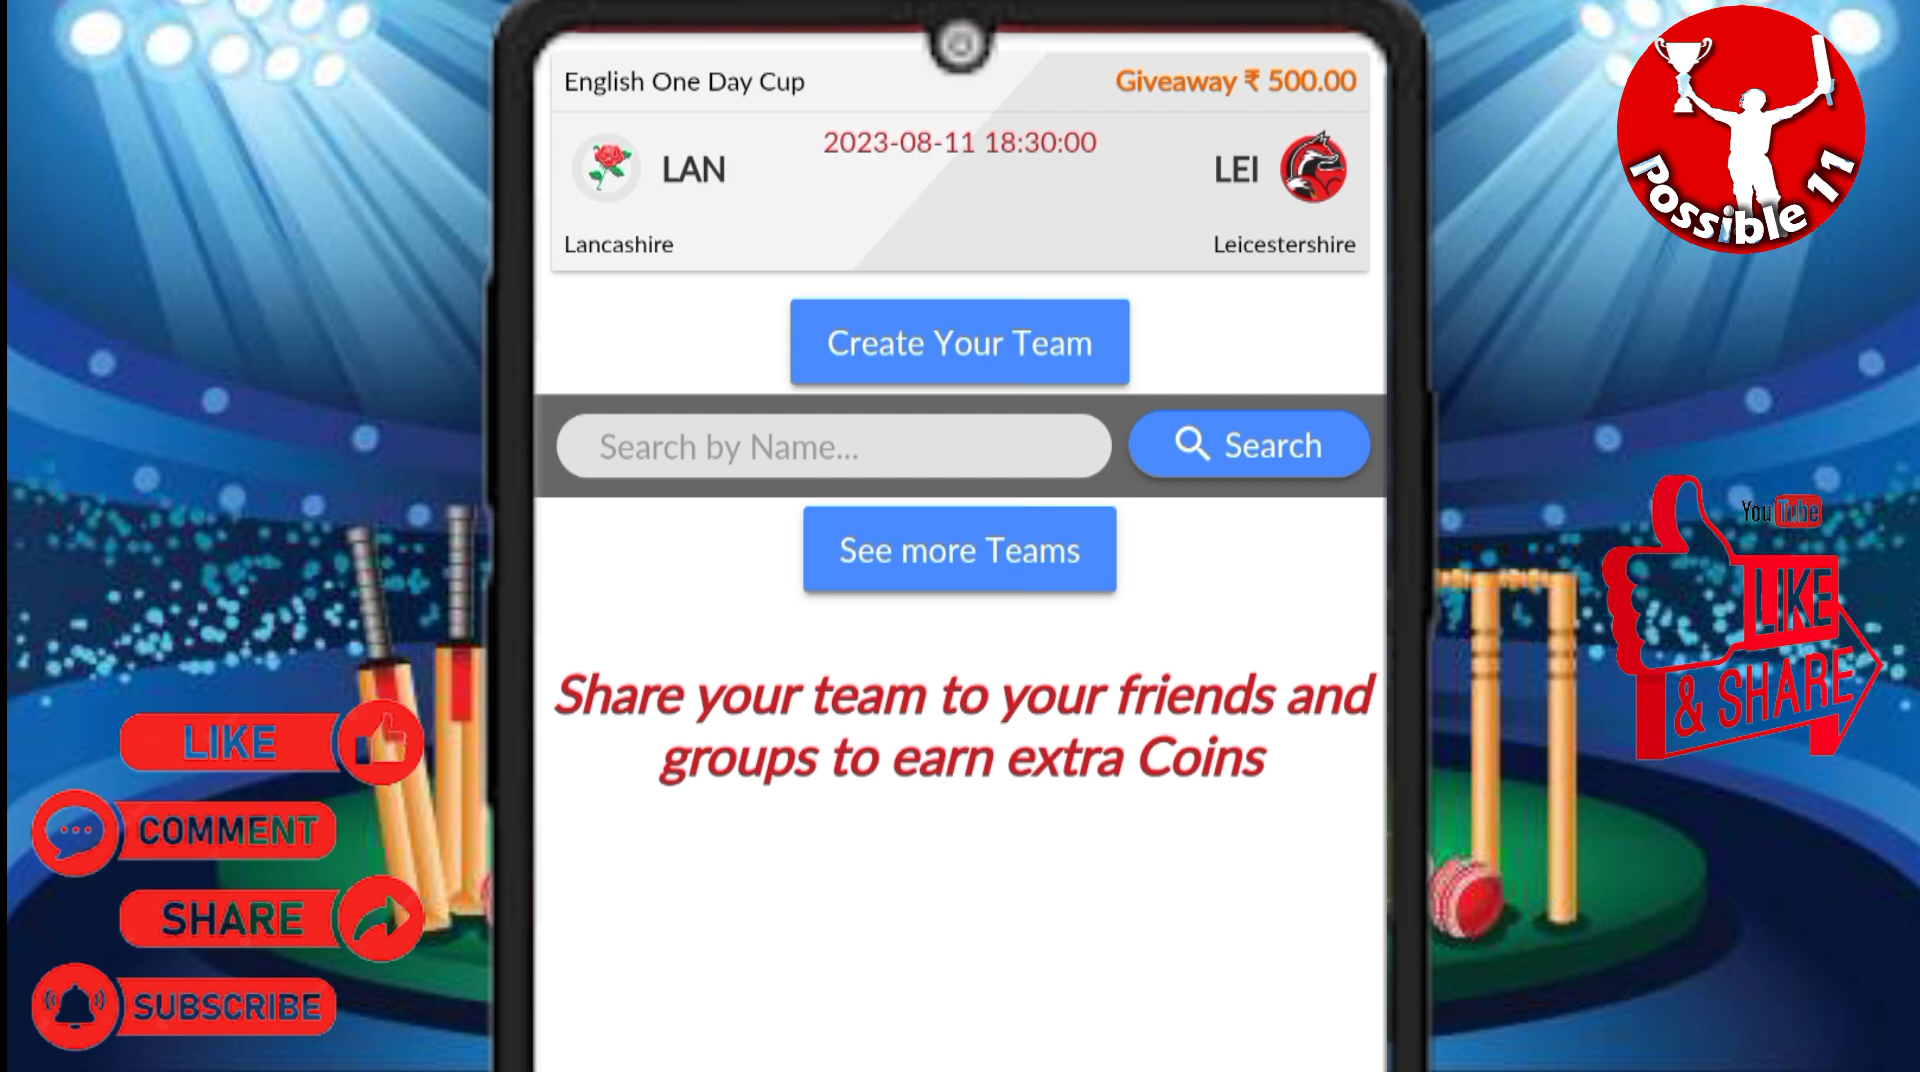 English One Day Cup
Giveaway ₹ 500.00
2023-08-11 18:30:00
LAN
LEI
Lancashire
Leicestershire
Create Your Team
Search by Name...
Search
See more Teams
Share your team to your friends and
groups to earn extra Coins
Possible 11
YouTube
LIKE
& SHARE
LIKE
COMMENT
SHARE
SUBSCRIBE